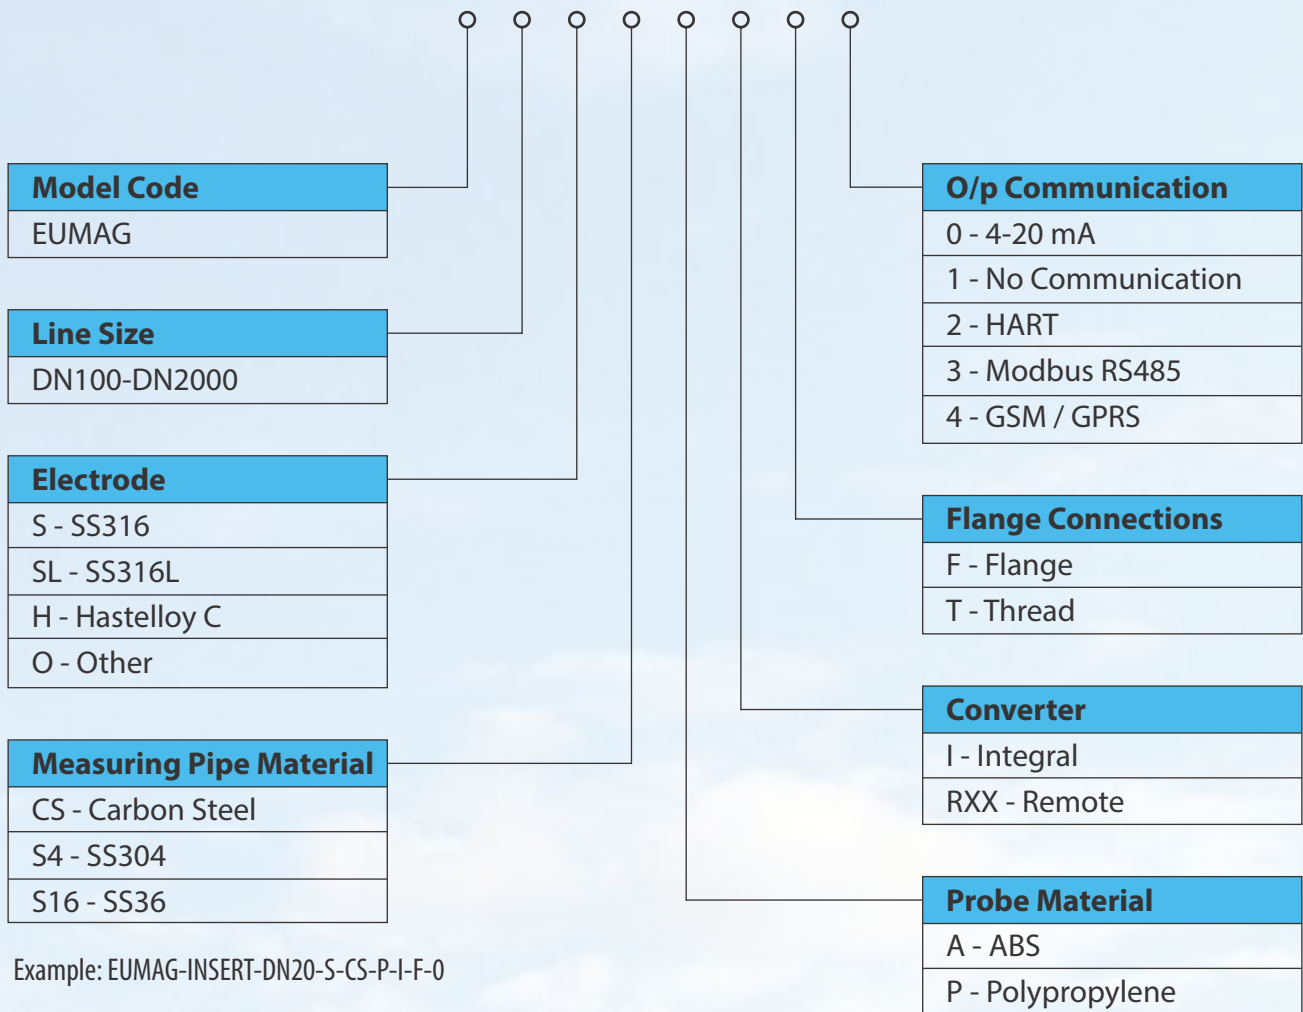 Model Code
EUMAG
Line Size
DN100-DN2000
Electrode
S - SS316
SL - SS316L
H - Hastelloy C
O - Other
Measuring Pipe Material
CS - Carbon Steel
S4 - SS304
S16 - SS36
Example: EUMAG-INSERT-DN20-S-CS-P-I-F-0
O/p Communication
0 - 4-20 mA
1 - No Communication
2 - HART
3 - Modbus RS485
4 - GSM / GPRS
Flange Connections
F - Flange
T - Thread
Converter
I - Integral
RXX - Remote
Probe Material
A - ABS
P - Polypropylene